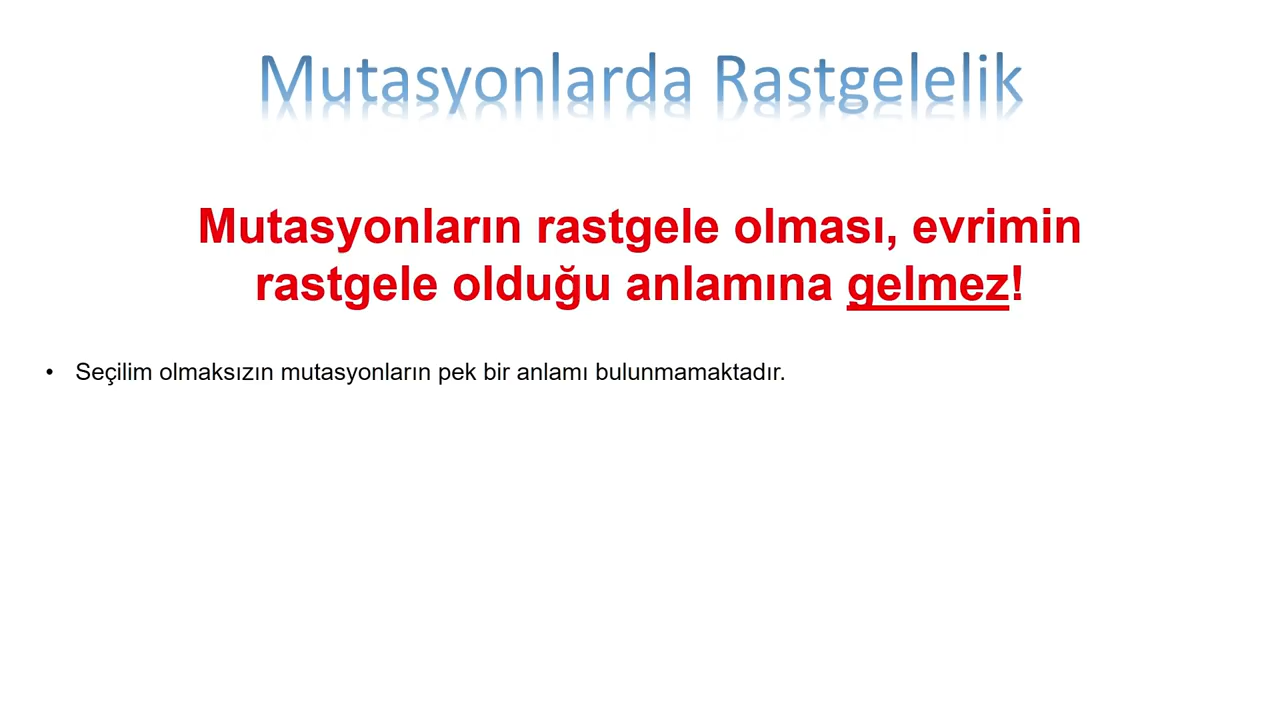 Mutasyonlarda Rastgelelik
Mutasyonların rastgele olması, evrimin
rastgele olduğu anlamına gelmez!
• Seçilim olmaksızın mutasyonların pek bir anlamı bulunmamaktadır.